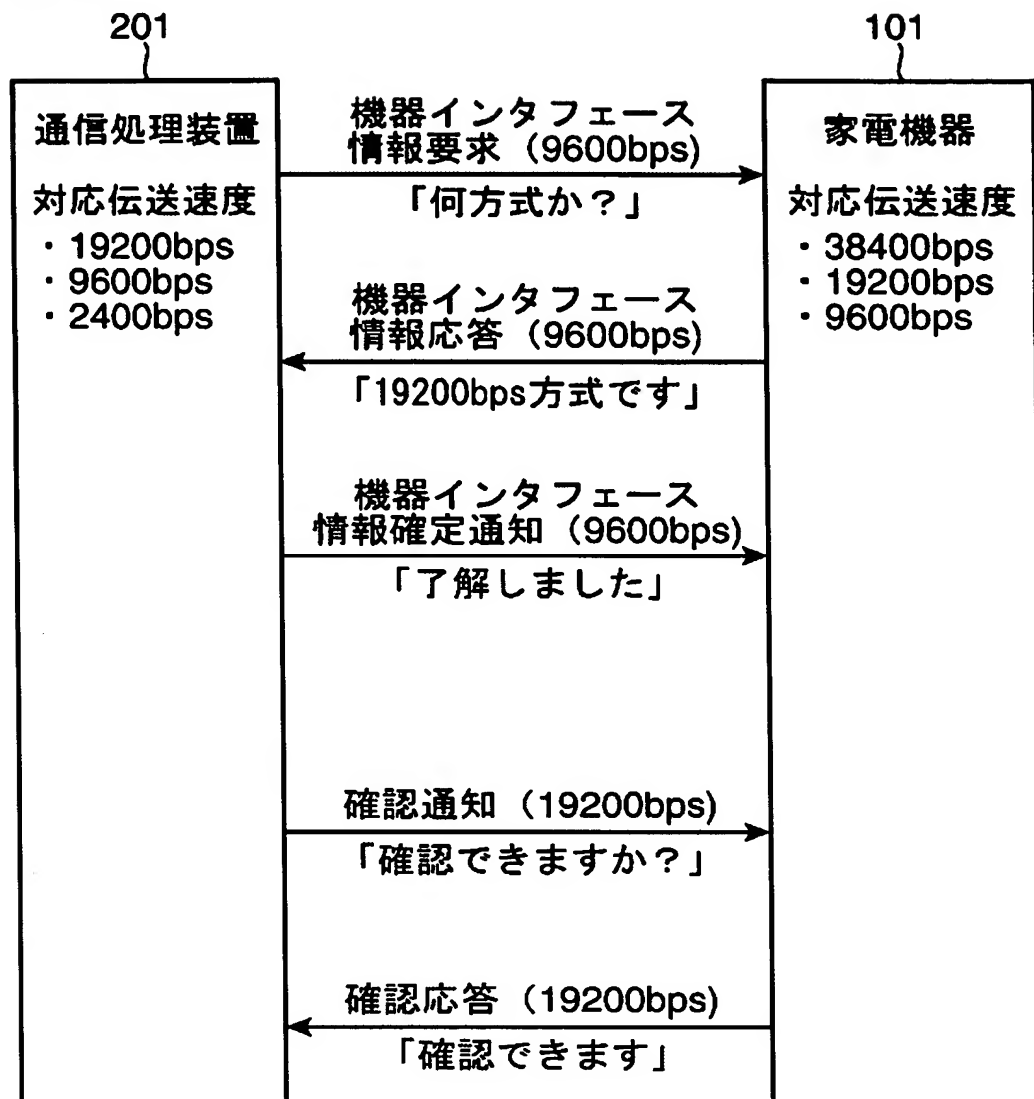 201
101
通信処理装置
対応伝送速度
・19200bps
・9600bps
・2400bps
機器インタフェース
情報要求（9600bps)
「何方式か？」
機器インタフェース
情報応答（9600bps)
「19200bps方式です」
機器インタフェース
情報確定通知（9600bps)
「了解しました」
確認通知（19200bps)
「確認できますか？」
確認応答（19200bps)
「確認できます」
家電機器
対応伝送速度
・38400bps
・19200bps
・9600bps